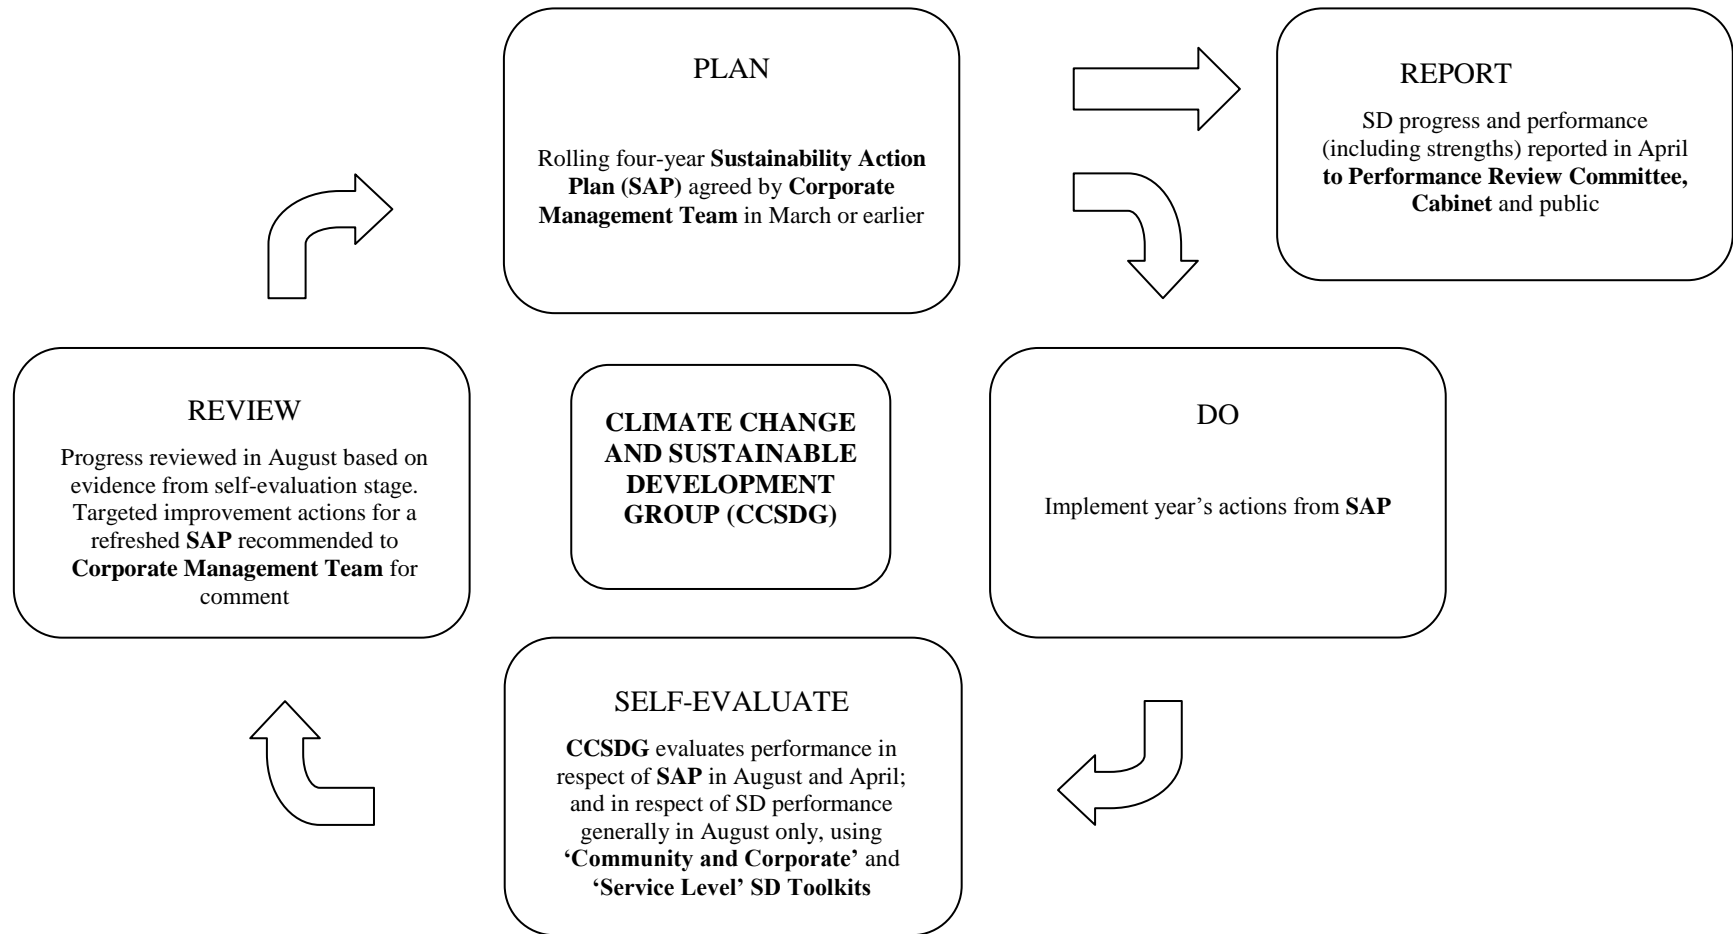 PLAN
Rolling four-year Sustainability Action
Plan (SAP) agreed by Corporate
Management Team in March or earlier
REPORT
SD progress and performance
(including strengths) reported in April
to Performance Review Committee,
Cabinet and public
REVIEW
Progress reviewed in August based on
evidence from self-evaluation stage.
Targeted improvement actions for a
refreshed SAP recommended to
Corporate Management Team for
comment
CLIMATE CHANGE
AND SUSTAINABLE
DEVELOPMENT
GROUP (CCSDG)
DO
Implement year’s actions from SAP
SELF-EVALUATE
CCSDG evaluates performance in
respect of SAP in August and April;
and in respect of SD performance
generally in August only, using
‘Community and Corporate’ and
‘Service Level’ SD Toolkits